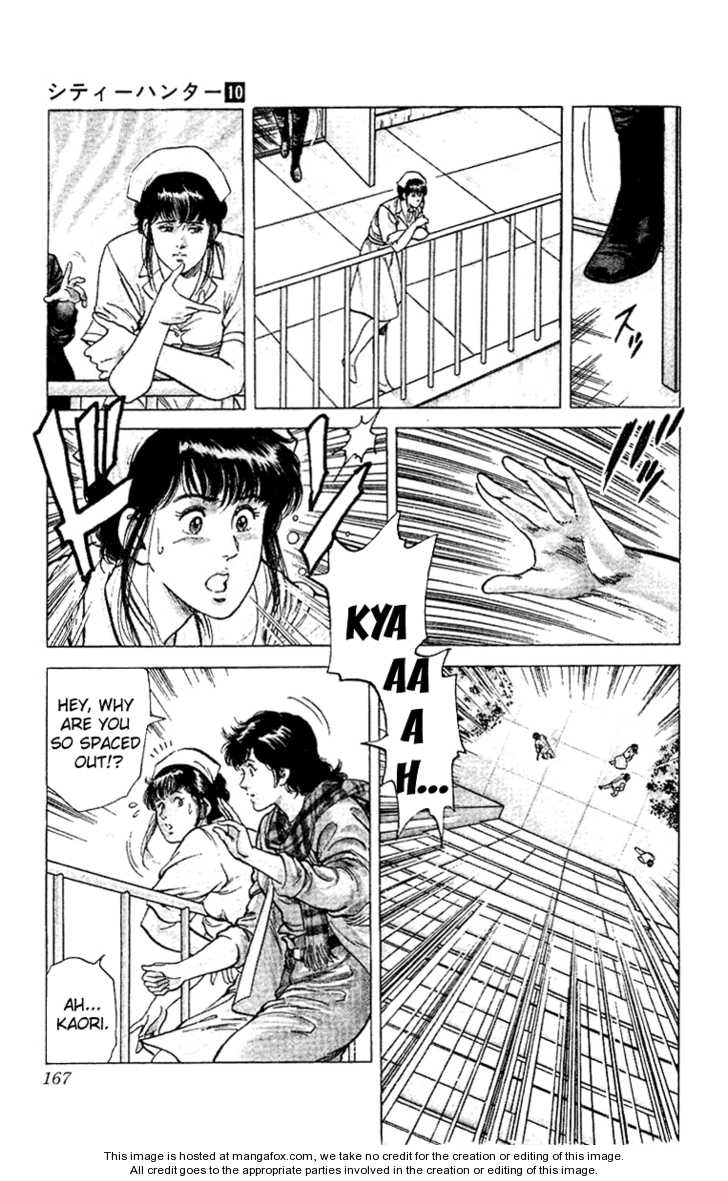 シティーハンター10
スッ
KYA
AA
A
H...
HEY, WHY
ARE YOU
SO SPACED
OUT!?
AH...
KAORI.
167
This image is hosted at mangafox.com, we take no credit for the creation or editing of this image.
All credit goes to the appropriate parties involved in the creation or editing of this image.